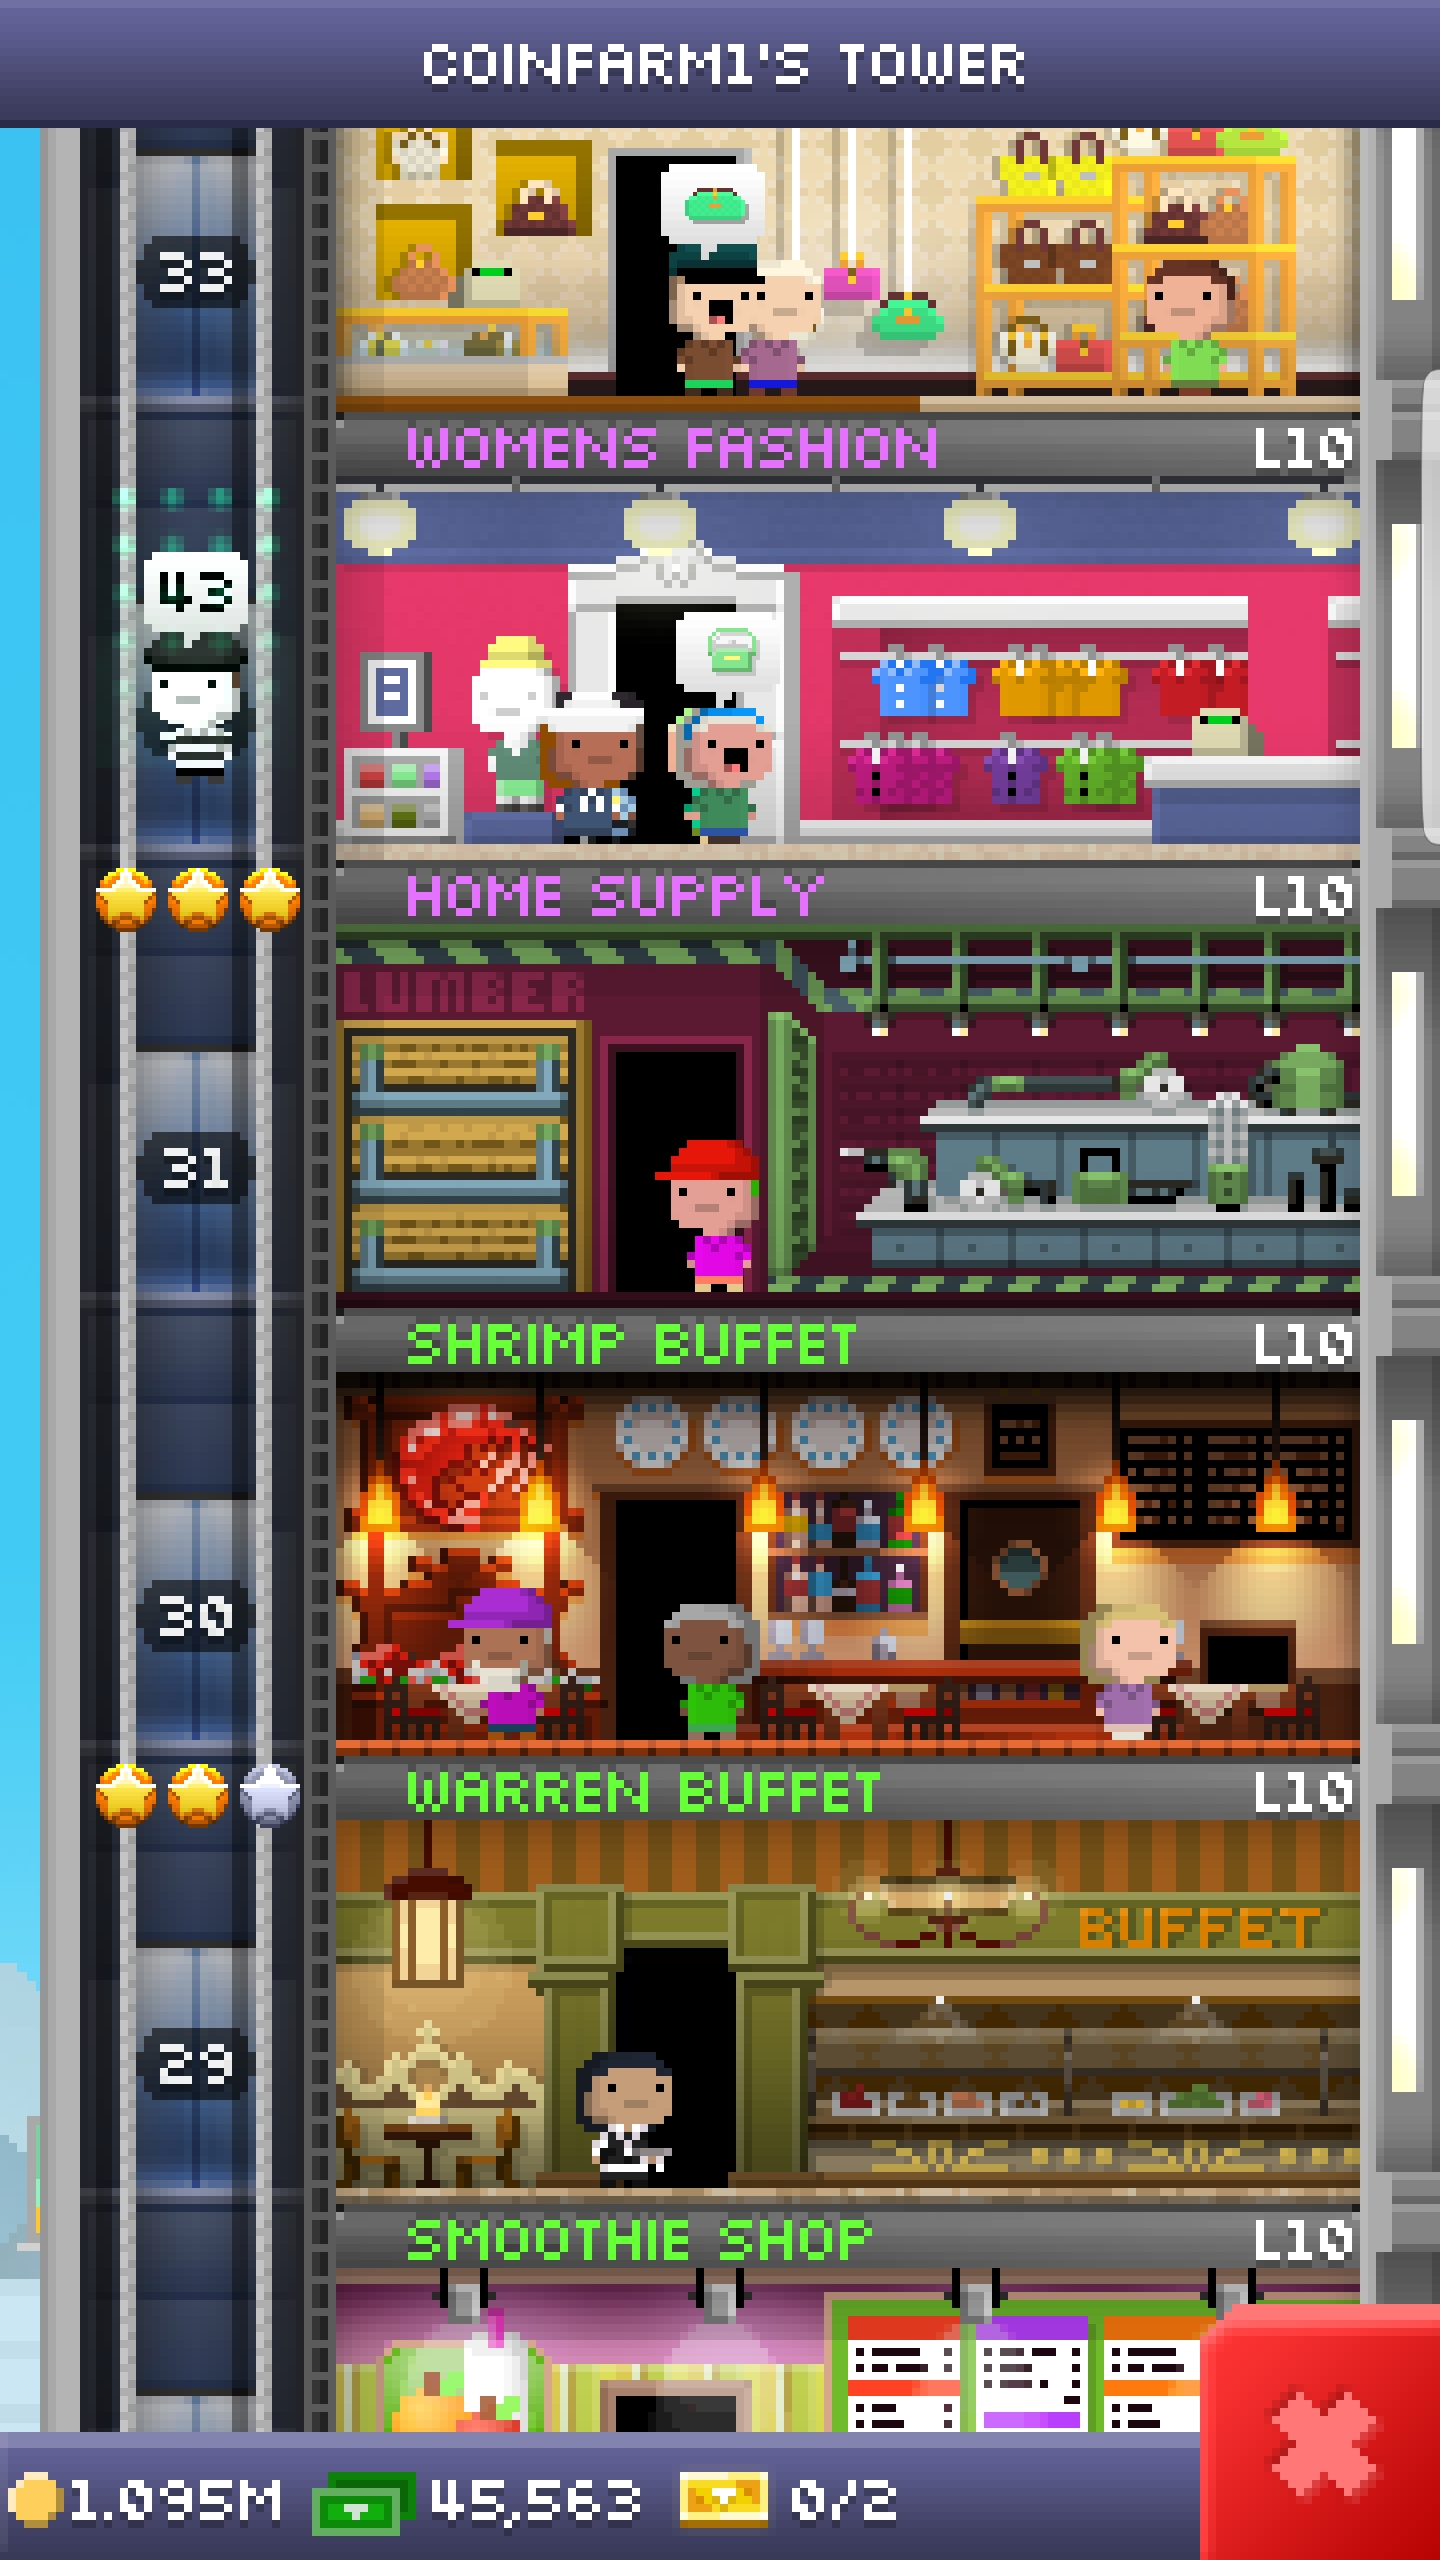 COINFARM1'S TOWER
33
WOMENS FASHION L10
43
HOME SUPPLY L10
LUMBER
31
SHRIMP BUFFET L10
30
WARREN BUFFET L10
BUFFET
29
SMOOTHIE SHOP L10
1.095M 45,563 0/2